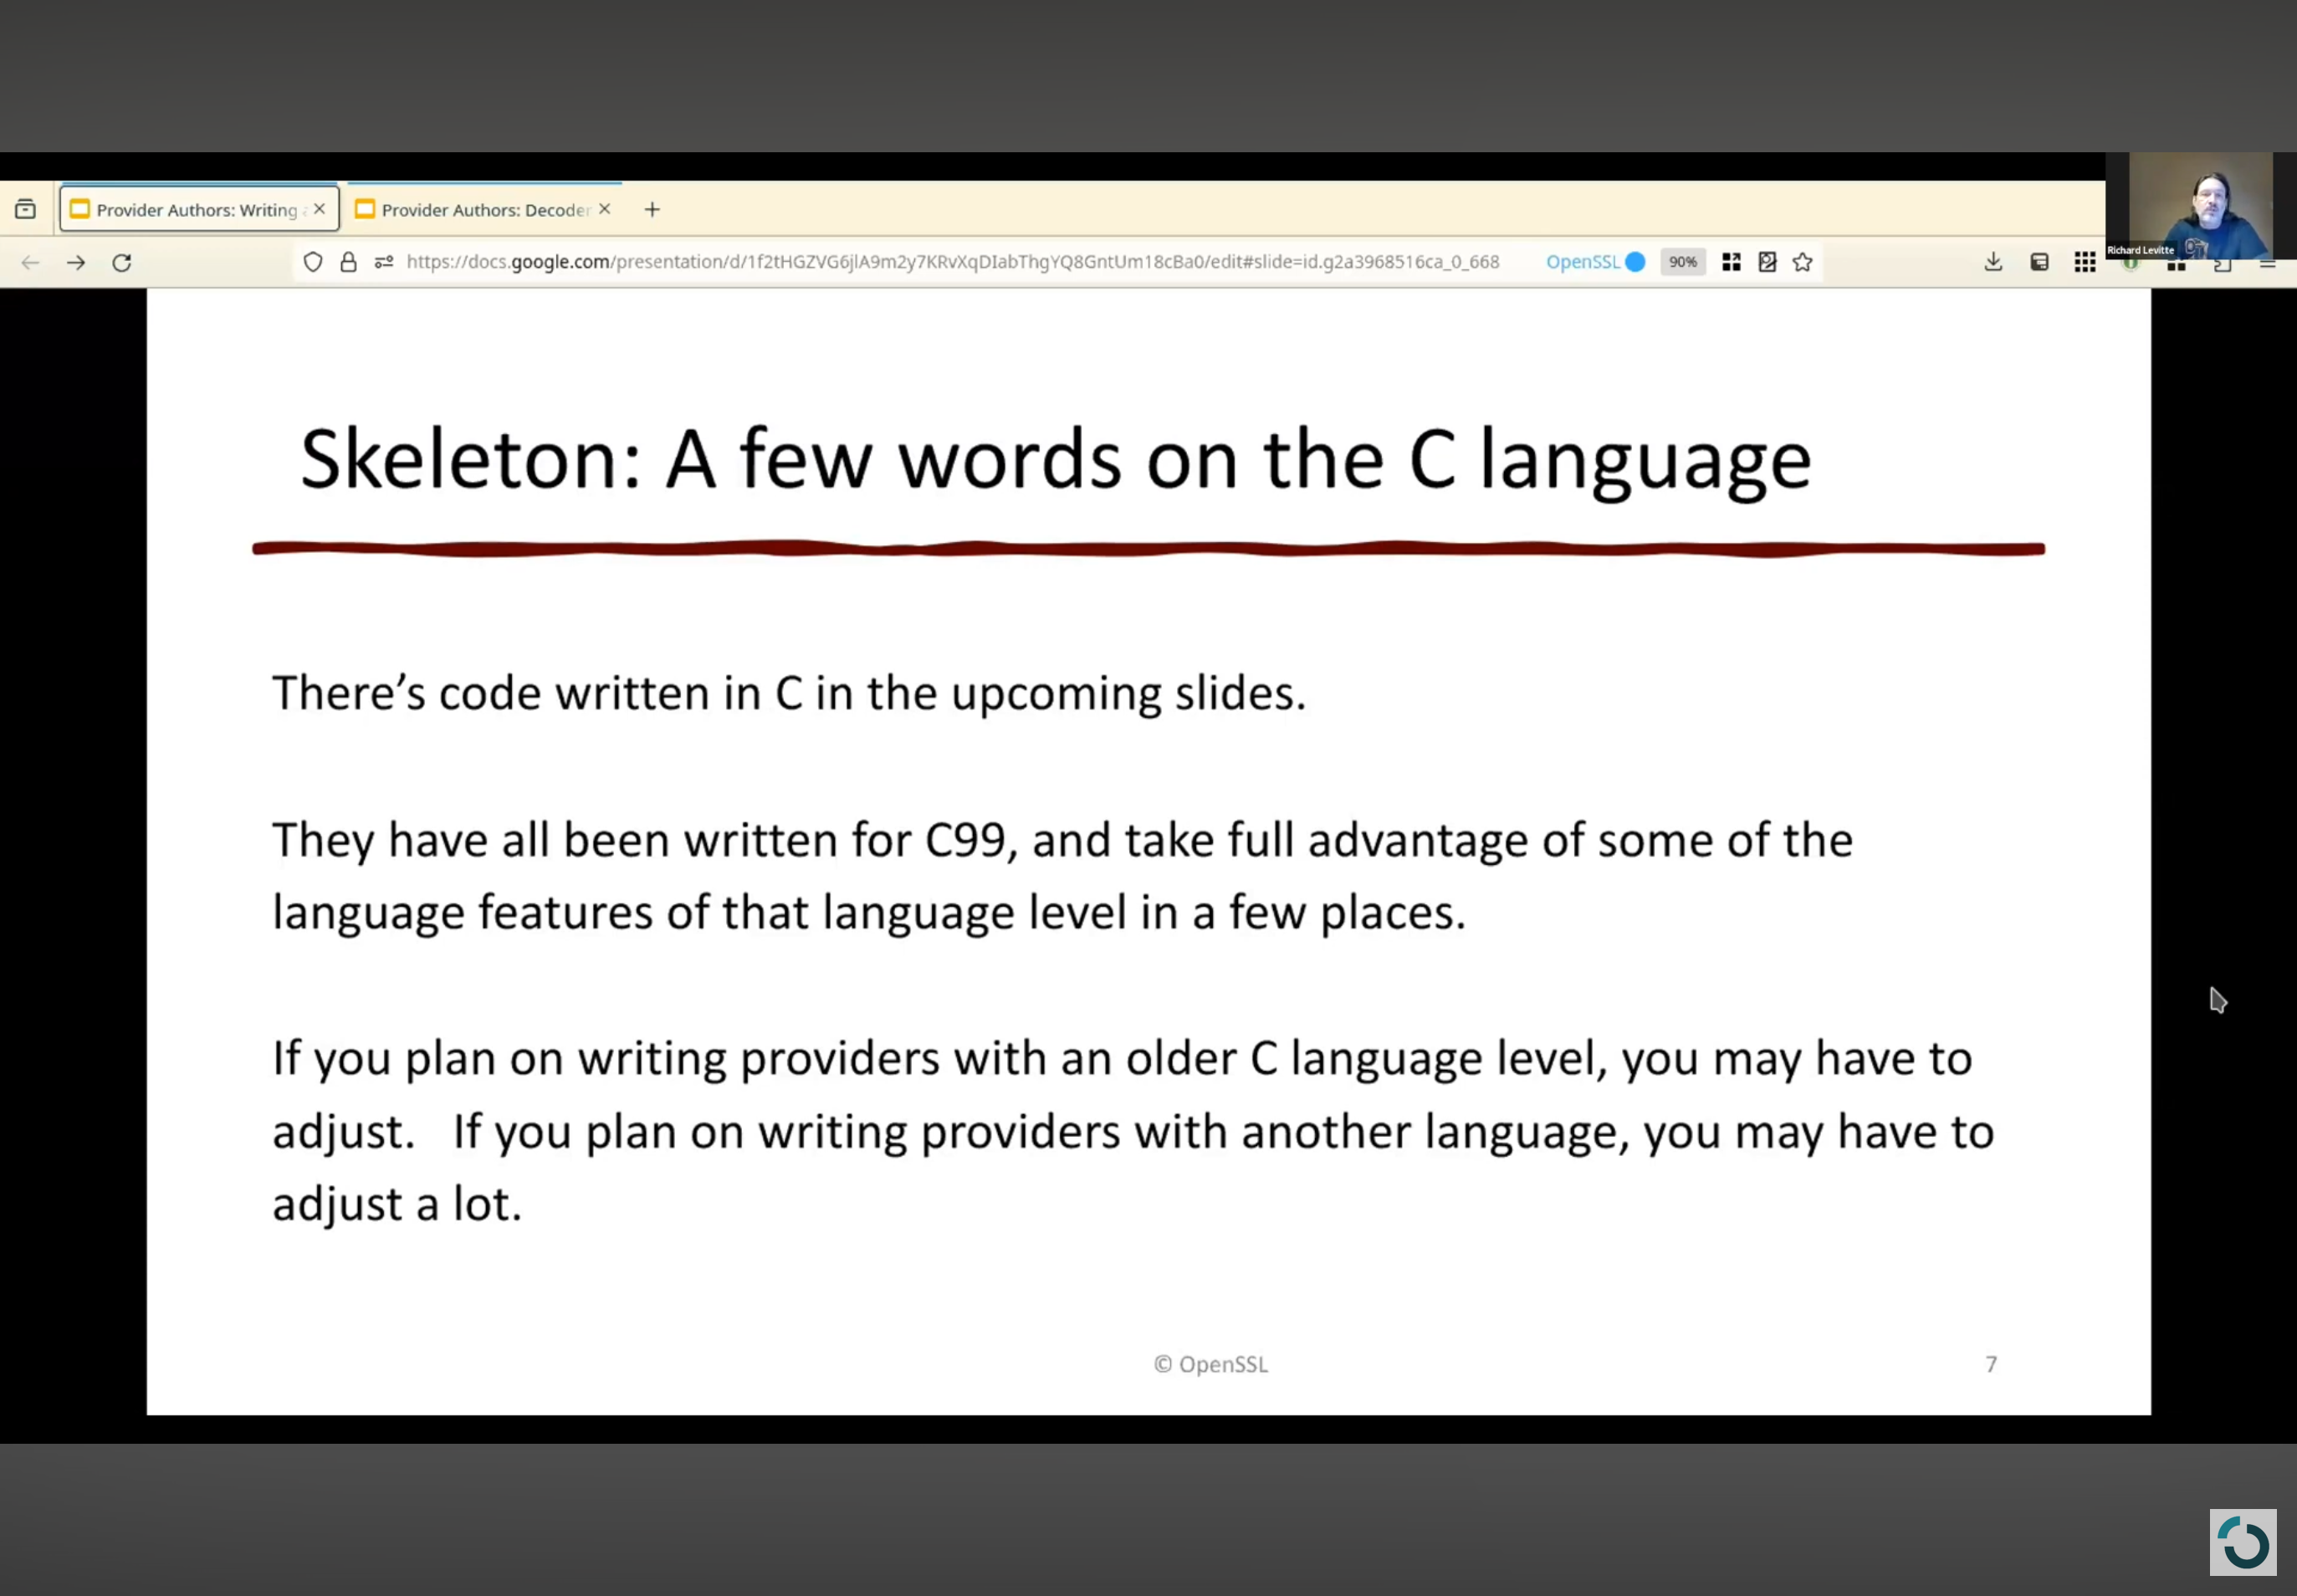 Provider Authors: Writing
Provider Authors: Decoder
https://docs.google.com/presentation/d/1f2tHGZVG6jlA9m2y7KRvXqDIabThgYQ8GntUm18cBa0/edit#slide=id.g2a3968516ca_0_668
OpenSSL
90%
Richard Levitte
Skeleton: A few words on the C language
There’s code written in C in the upcoming slides.
They have all been written for C99, and take full advantage of some of the
language features of that language level in a few places.
If you plan on writing providers with an older C language level, you may have to
adjust.   If you plan on writing providers with another language, you may have to
adjust a lot.
© OpenSSL
7